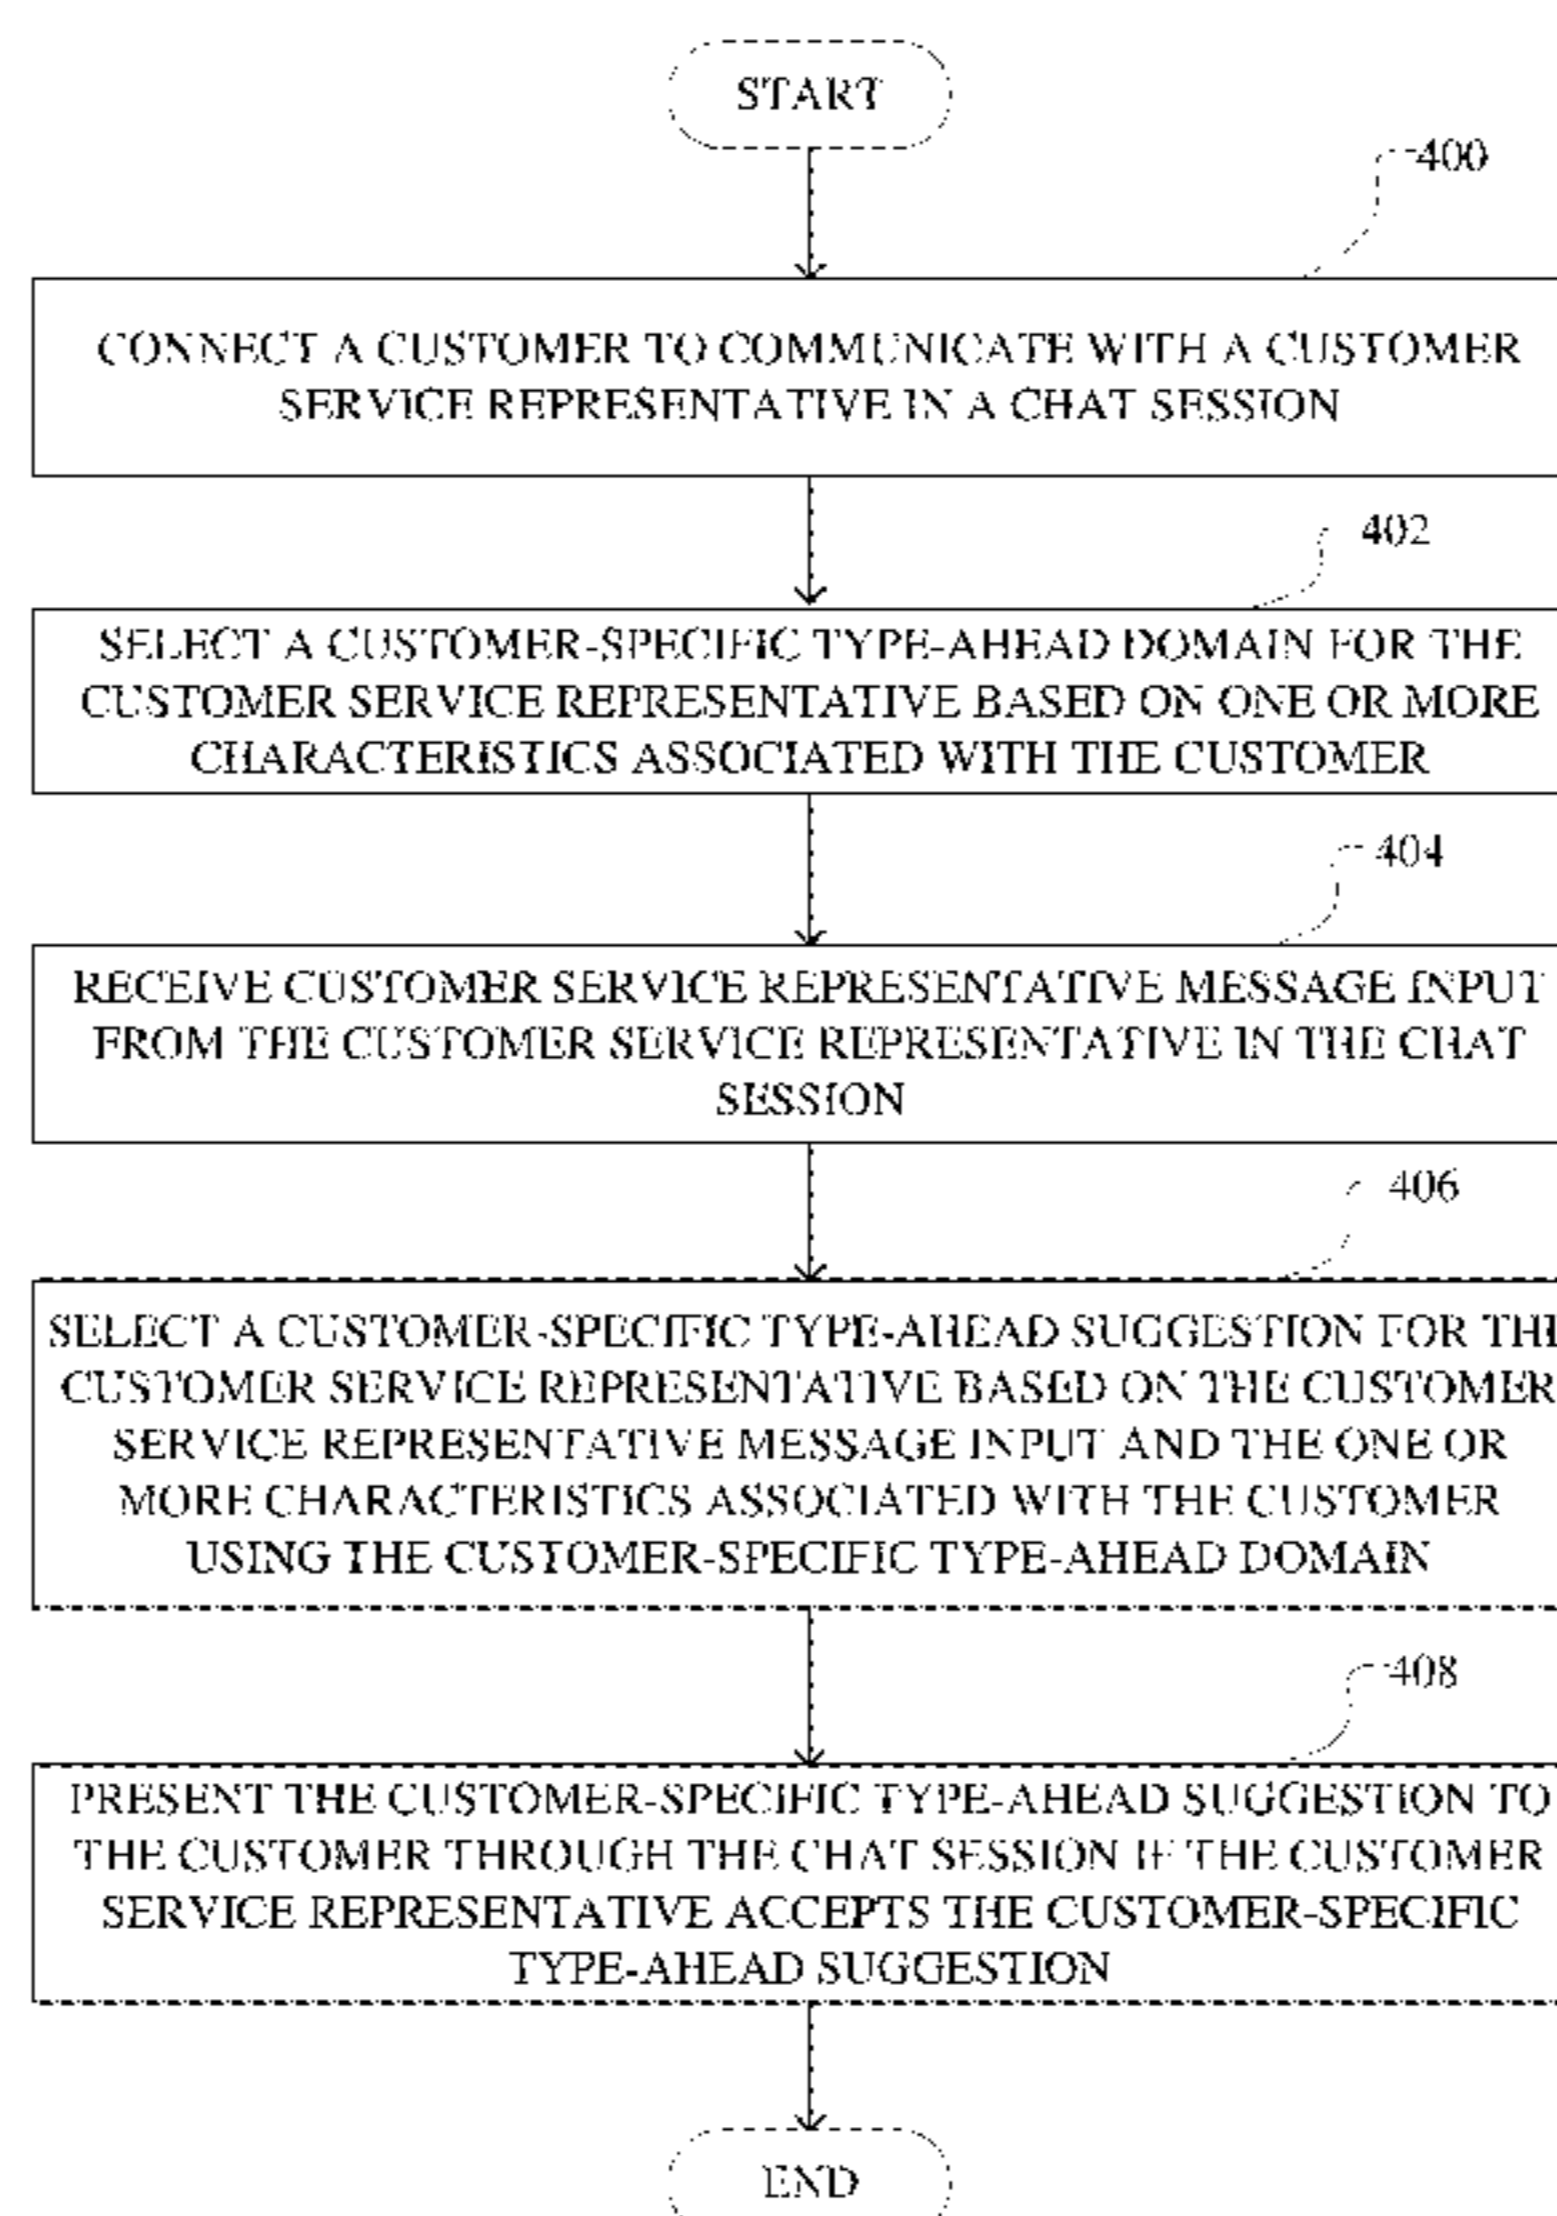 START
400
CONNECT A CUSTOMER TO COMMUNICATE WITH A CUSTOMER
SERVICE REPRESENTATIVE IN A CHAT SESSION
402
SELECT A CUSTOMER-SPECIFIC TYPE-AHEAD DOMAIN FOR THE
CUSTOMER SERVICE REPRESENTATIVE BASED ON ONE OR MORE
CHARACTERISTICS ASSOCIATED WITH THE CUSTOMER
404
RECEIVE CUSTOMER SERVICE REPRESENTATIVE MESSAGE INPUT
FROM THE CUSTOMER SERVICE REPRESENTATIVE IN THE CHAT
SESSION
406
SELECT A CUSTOMER-SPECIFIC TYPE-AHEAD SUGGESTION FOR THE
CUSTOMER SERVICE REPRESENTATIVE BASED ON THE CUSTOMER
SERVICE REPRESENTATIVE MESSAGE INPUT AND THE ONE OR
MORE CHARACTERISTICS ASSOCIATED WITH THE CUSTOMER
USING THE CUSTOMER-SPECIFIC TYPE-AHEAD DOMAIN
408
PRESENT THE CUSTOMER-SPECIFIC TYPE-AHEAD SUGGESTION TO
THE CUSTOMER THROUGH THE CHAT SESSION IF THE CUSTOMER
SERVICE REPRESENTATIVE ACCEPTS THE CUSTOMER-SPECIFIC
TYPE-AHEAD SUGGESTION
END